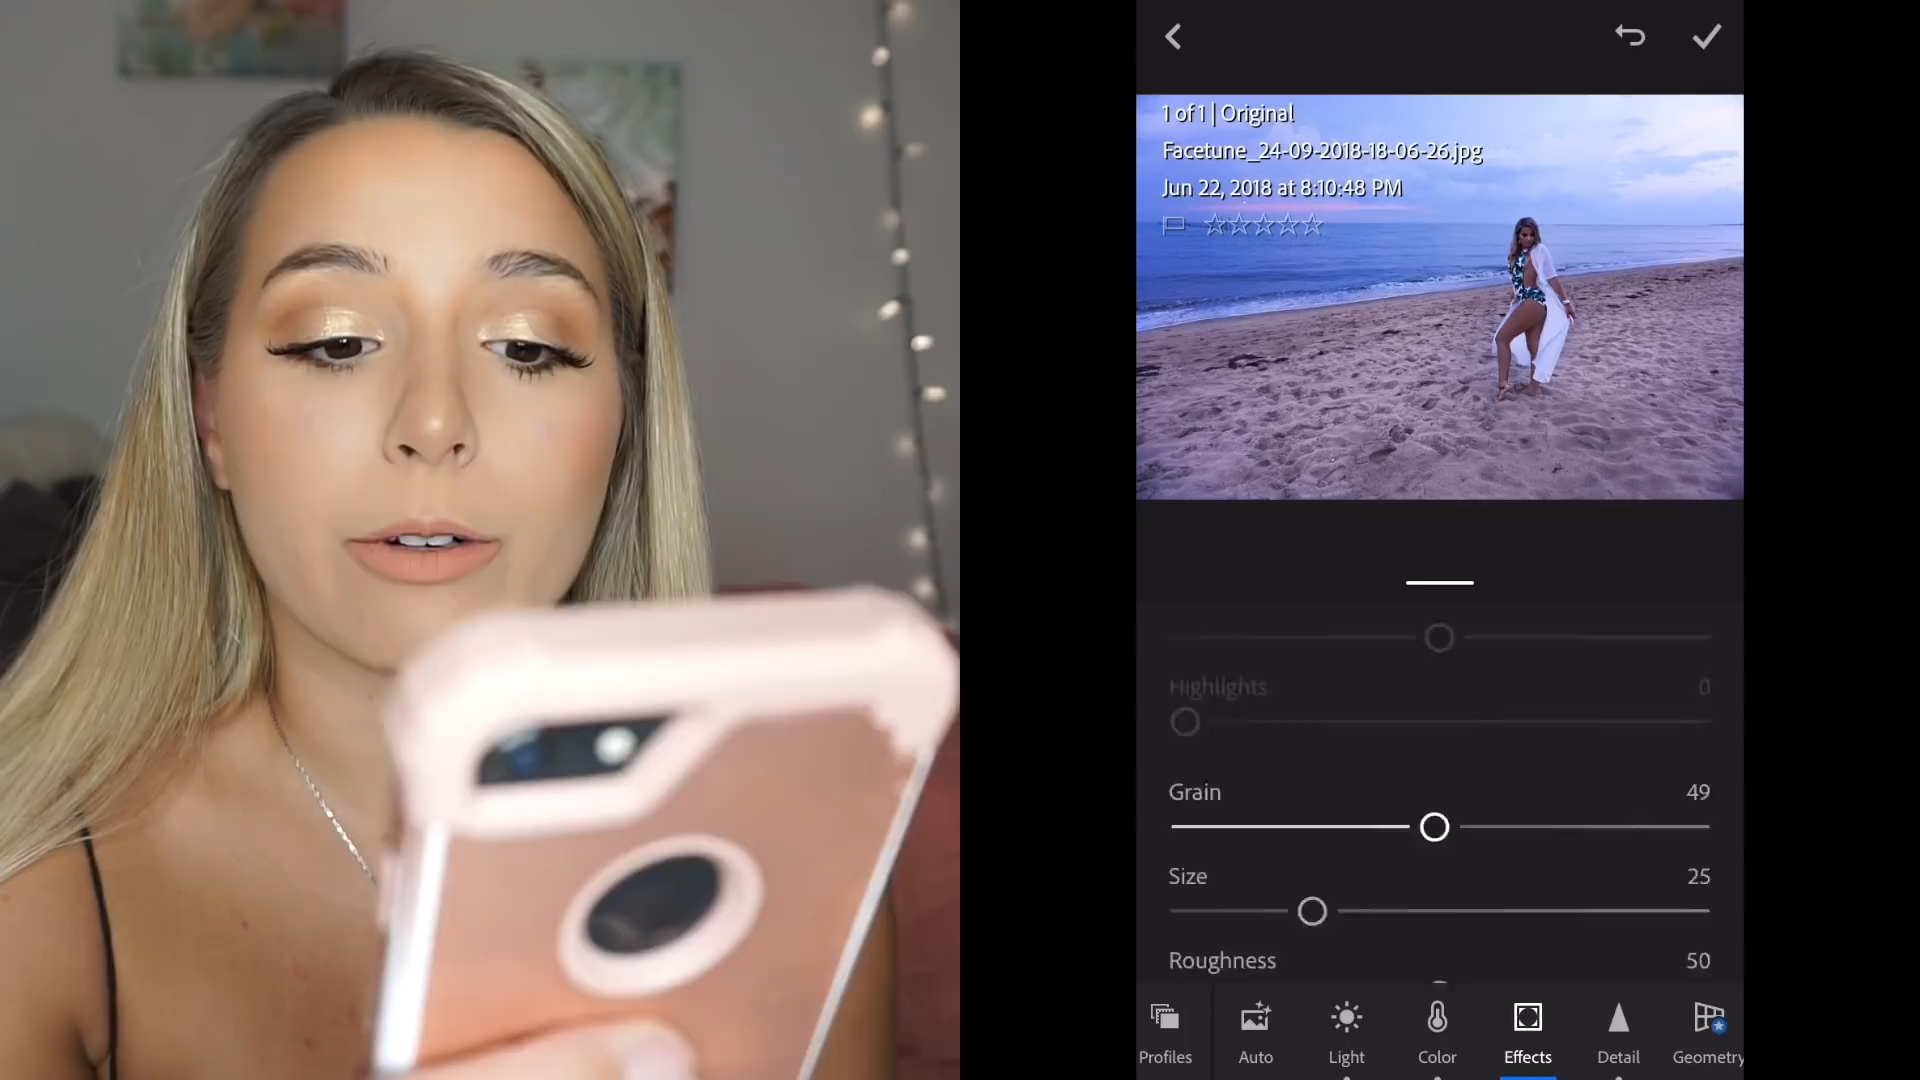 1 of 1 | Original
Facetune_24-09-2018-18-06-26.jpg
Jun 22, 2018 at 8:10:48 PM
Highlights 0
Grain 49
Size 25
Roughness 50
Profiles Auto Light Color Effects Detail Geometry